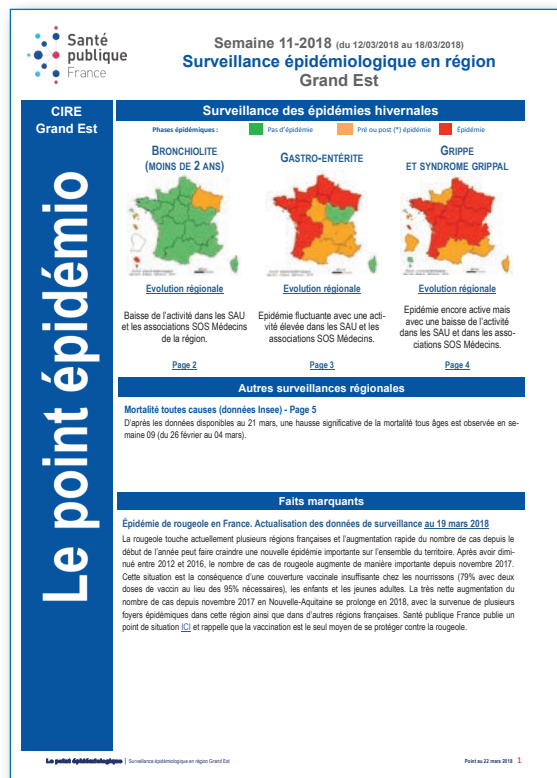 Santé
publique
France
Semaine 11-2018 (du 12/03/2018 au 18/03/2018)
Surveillance épidémiologique en région
Grand Est
CIRE
Grand Est
Le point épidémio
Surveillance des épidémies hivernales
Phases épidémiques : Pas d'épidémie Pré ou post (*) épidémie Épidémie
BRONCHIOLITE
(MOINS DE 2 ANS)
Evolution régionale
Baisse de l'activité dans les SAU
et les associations SOS Médecins
de la région.
Page 2
GASTRO-ENTÉRITE
Evolution régionale
Epidémie fluctuante avec une acti-
vité élevée dans les SAU et les
associations SOS Médecins.
Page 3
GRIPPE
ET SYNDROME GRIPPAL
Evolution régionale
Epidémie encore active mais
avec une baisse de l'activité
dans les SAU et dans les asso-
ciations SOS Médecins.
Page 4
Autres surveillances régionales
Mortalité toutes causes (données Insee) - Page 5
D'après les données disponibles au 21 mars, une hausse significative de la mortalité tous âges est observée en se-
maine 09 (du 26 février au 04 mars).
Faits marquants
Épidémie de rougeole en France. Actualisation des données de surveillance au 19 mars 2018
La rougeole touche actuellement plusieurs régions françaises et l'augmentation rapide du nombre de cas depuis le
début de l'année peut faire craindre une nouvelle épidémie importante sur l'ensemble du territoire. Après avoir dimi-
nué entre 2012 et 2016, le nombre de cas de rougeole augmente de manière importante depuis novembre 2017.
Cette situation est la conséquence d'une couverture vaccinale insuffisante chez les nourrissons (79% avec deux
doses de vaccin au lieu des 95% nécessaires), les enfants et les jeunes adultes. La très nette augmentation du
nombre de cas depuis novembre 2017 en Nouvelle-Aquitaine se prolonge en 2018, avec la survenue de plusieurs
foyers épidémiques dans cette région ainsi que dans d'autres régions françaises. Santé publique France publie un
point de situation ICI et rappelle que la vaccination est le seul moyen de se protéger contre la rougeole.
Le point épidémiologique | Surveillance épidémiologique en région Grand Est
Point au 22 mars 2018 1